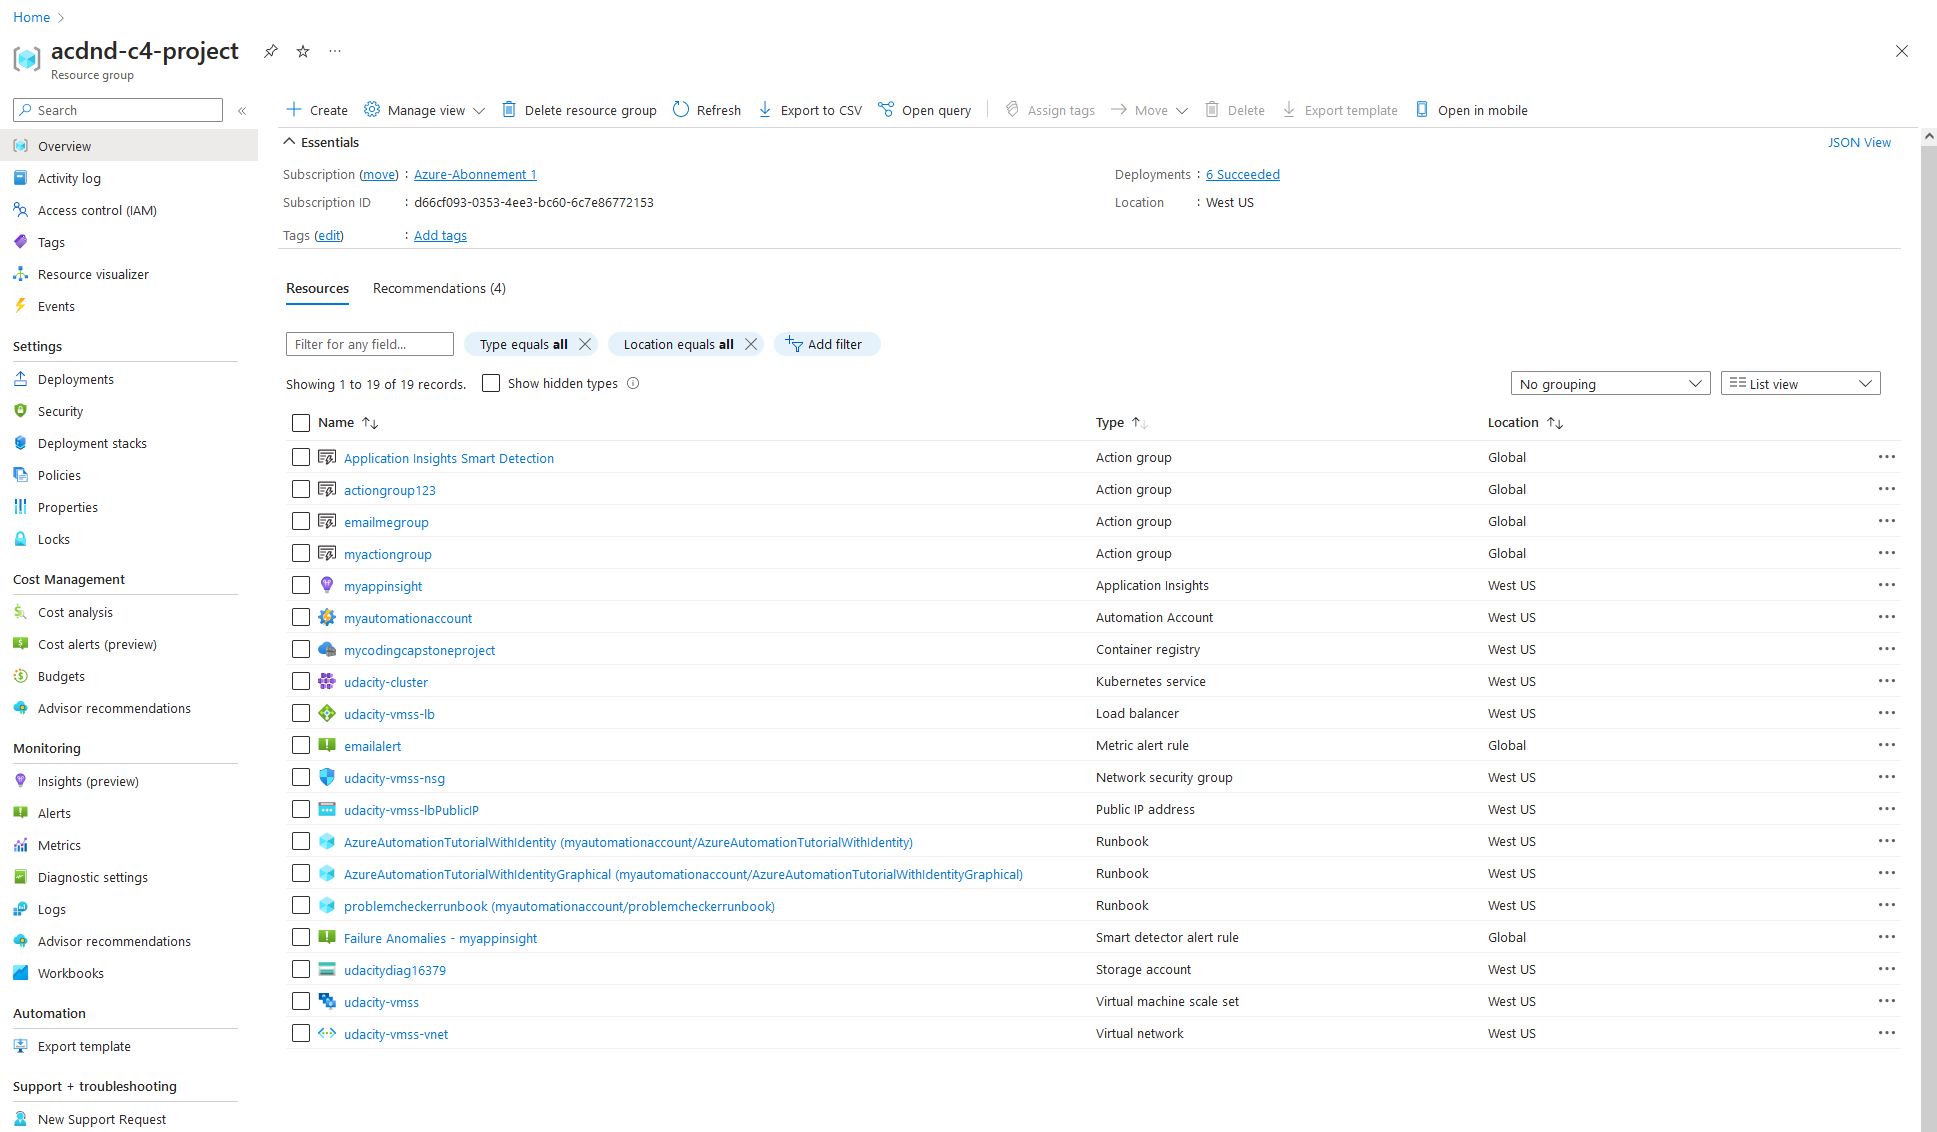 Home
acdnd-c4-project
Resource group
Search
Create Manage view Delete resource group Refresh Export to CSV Open query Assign tags Move Delete Export template Open in mobile
Overview
Activity log
Access control (IAM)
Tags
Resource visualizer
Events
Settings
Deployments
Security
Deployment stacks
Policies
Properties
Locks
Cost Management
Cost analysis
Cost alerts (preview)
Budgets
Advisor recommendations
Monitoring
Insights (preview)
Alerts
Metrics
Diagnostic settings
Logs
Advisor recommendations
Workbooks
Automation
Export template
Support + troubleshooting
New Support Request
Essentials JSON View
Subscription (move) : Azure-Abonnement 1 Deployments : 6 Succeeded
Subscription ID : d66cf093-0353-4ee3-bc60-6c7e86772153 Location : West US
Tags (edit) : Add tags
Resources Recommendations (4)
Filter for any field... Type equals all Location equals all Add filter
Showing 1 to 19 of 19 records. Show hidden types No grouping List view
Name Type Location
Application Insights Smart Detection Action group Global
actiongroup123 Action group Global
emailmegroup Action group Global
myactiongroup Action group Global
myappinsight Application Insights West US
myautomationaccount Automation Account West US
mycodingcapstoneproject Container registry West US
udacity-cluster Kubernetes service West US
udacity-vmss-lb Load balancer West US
emailalert Metric alert rule Global
udacity-vmss-nsg Network security group West US
udacity-vmss-lbPublicIP Public IP address West US
AzureAutomationTutorialWithIdentity (myautomationaccount/AzureAutomationTutorialWithIdentity) Runbook West US
AzureAutomationTutorialWithIdentityGraphical (myautomationaccount/AzureAutomationTutorialWithIdentityGraphical) Runbook West US
problemcheckerrunbook (myautomationaccount/problemcheckerrunbook) Runbook West US
Failure Anomalies - myappinsight Smart detector alert rule Global
udacitydiag16379 Storage account West US
udacity-vmss Virtual machine scale set West US
udacity-vmss-vnet Virtual network West US